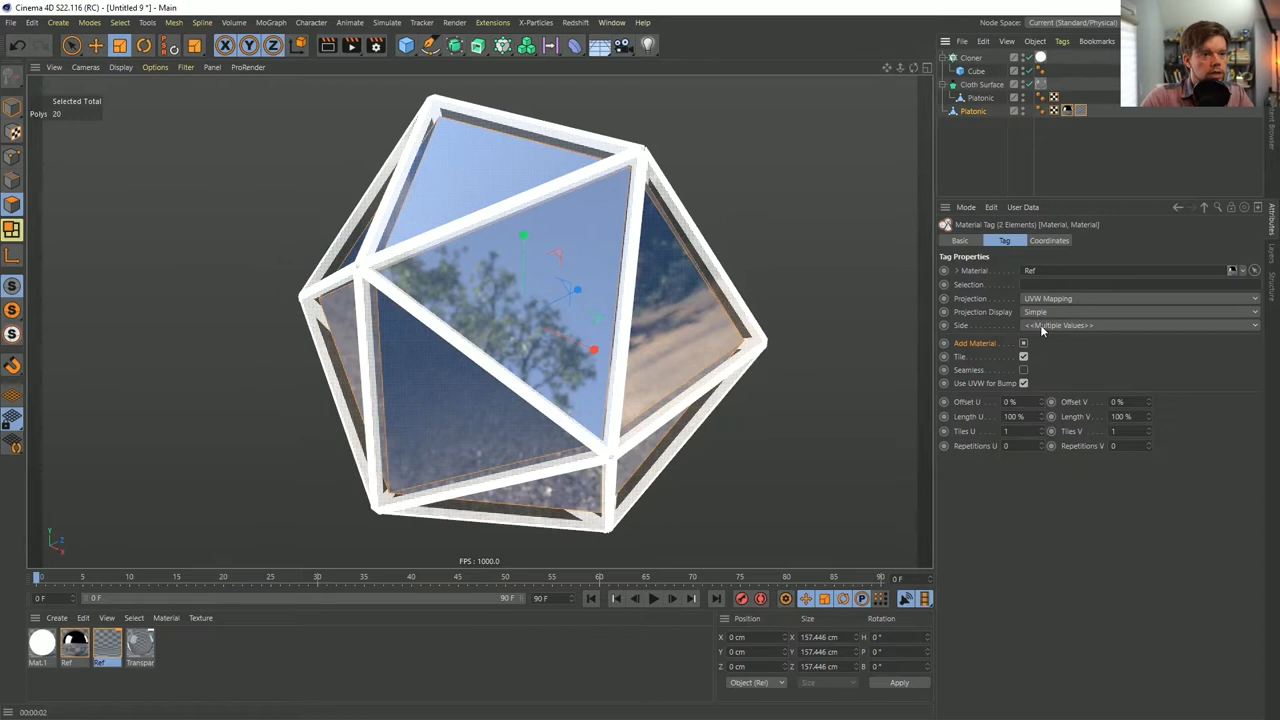 Cinema 4D S22.116 (RC) - [Untitled 9 *] - Main
File Edit Create Modes Select Tools Mesh Spline Volume MoGraph Character Animate Simulate Tracker Render Extensions X-Particles Redshift Window Help
Node Space: Current (Standard/Physical)
View Cameras Display Options Filter Panel ProRender
File Edit View Object Tags Bookmarks
Cloner
Cube
Cloth Surface
Platonic
Platonic
Selected Total
Polys 20
Mode Edit User Data
Material Tag (2 Elements) [Material, Material]
Basic Tag Coordinates
Tag Properties
Material Ref
Selection
Projection UVW Mapping
Projection Display Simple
Side <<Multiple Values>>
Add Material
Tile
Seamless
Use UVW for Bump
Offset U 0 % Offset V 0 %
Length U 100 % Length V 100 %
Tiles U 1 Tiles V 1
Repetitions U 0 Repetitions V 0
Attributes
Layers
Structure
Y
Z
X
FPS : 1000.0
0 5 10 15 20 25 30 35 40 45 50 55 60 65 70 75 80 85 90 0 F
0 F 0 F 90 F 90 F
Create Edit View Select Material Texture
Mat.1 Ref Ref Transpar
Position Size Rotation
X 0 cm X 157.446 cm H 0 °
Y 0 cm Y 157.446 cm P 0 °
Z 0 cm Z 157.446 cm B 0 °
Object (Rel) Size Apply
00:00:02